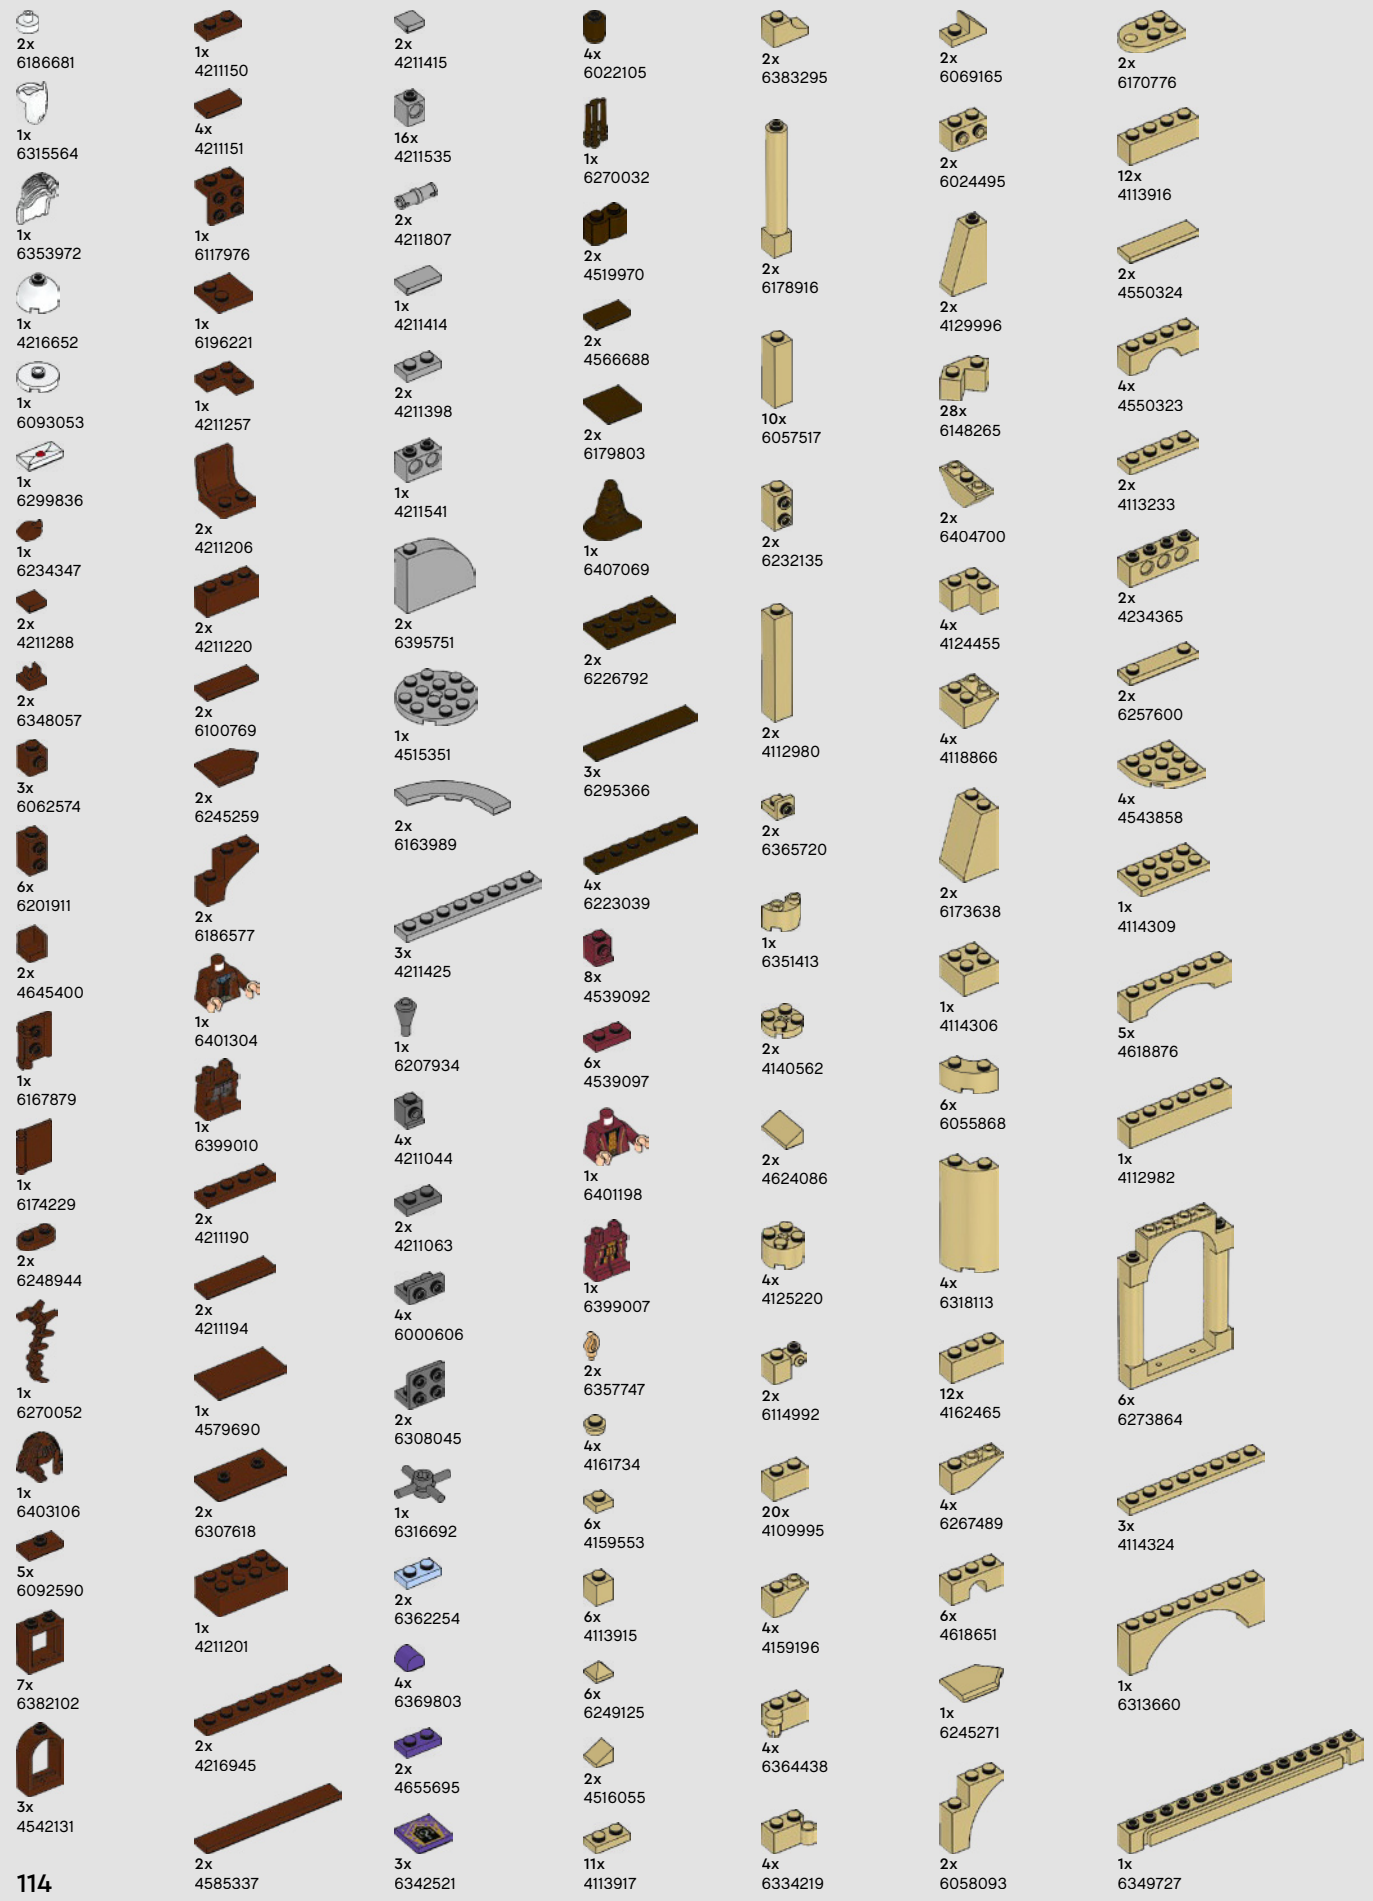 2x
6186681
1x
6315564
1x
6353972
1x
4216652
1x
6093053
1x
6299836
1x
6234347
2x
4211288
2x
6348057
3x
6062574
6x
6201911
2x
4645400
1x
6167879
1x
6174229
2x
6248944
1x
6270052
1x
6403106
5x
6092590
7x
6382102
3x
4542131
114
1x
4211150
4x
4211151
1x
6117976
1x
6196221
1x
4211257
2x
4211206
2x
4211220
2x
6100769
2x
6245259
2x
6186577
1x
6401304
1x
6399010
2x
4211190
2x
4211194
1x
4579690
2x
6307618
1x
4211201
2x
4216945
2x
4585337
2x
4211415
16x
4211535
2x
4211807
1x
4211414
2x
4211398
1x
4211541
2x
6395751
1x
4515351
2x
6163989
3x
4211425
1x
6207934
4x
4211044
2x
4211063
4x
6000606
2x
6308045
1x
6316692
2x
6362254
4x
6369803
2x
4655695
3x
6342521
4x
6022105
1x
6270032
2x
4519970
2x
4566688
2x
6179803
1x
6407069
2x
6226792
3x
6295366
4x
6223039
8x
4539092
6x
4539097
1x
6401198
1x
6399007
2x
6357747
4x
4161734
6x
4159553
6x
4113915
6x
6249125
2x
4516055
11x
4113917
2x
6383295
2x
6178916
10x
6057517
2x
6232135
2x
4112980
2x
6365720
1x
6351413
2x
4140562
2x
4624086
4x
4125220
2x
6114992
20x
4109995
4x
4159196
4x
6364438
4x
6334219
2x
6069165
2x
6024495
2x
4129996
28x
6148265
2x
6404700
4x
4124455
4x
4118866
2x
6173638
1x
4114306
6x
6055868
4x
6318113
12x
4162465
4x
6267489
6x
4618651
1x
6245271
2x
6058093
2x
6170776
12x
4113916
2x
4550324
4x
4550323
2x
4113233
2x
4234365
2x
6257600
4x
4543858
1x
4114309
5x
4618876
1x
4112982
6x
6273864
3x
4114324
1x
6313660
1x
6349727